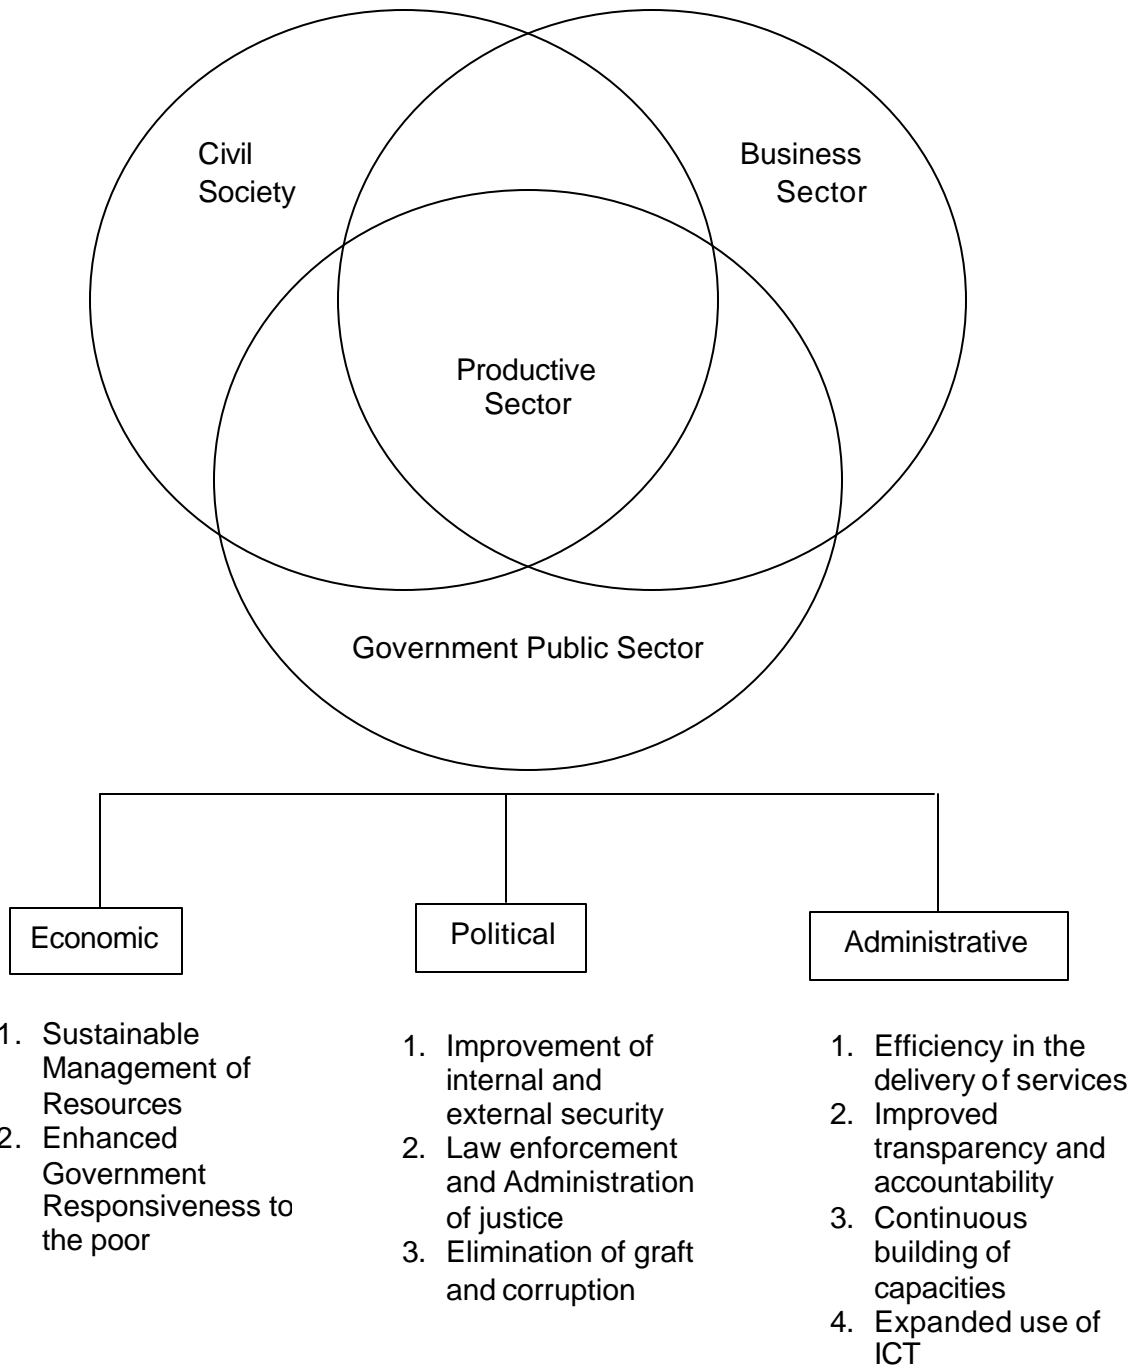 Civil
Society
Business
Sector
Productive
Sector
Government Public Sector
Economic
Political
Administrative
1. Sustainable
Management of
Resources
2. Enhanced
Government
Responsiveness to
the poor
1. Improvement of
internal and
external security
2. Law enforcement
and Administration
of justice
3. Elimination of graft
and corruption
1. Efficiency in the
delivery of services
2. Improved
transparency and
accountability
3. Continuous
building of
capacities
4. Expanded use of
ICT